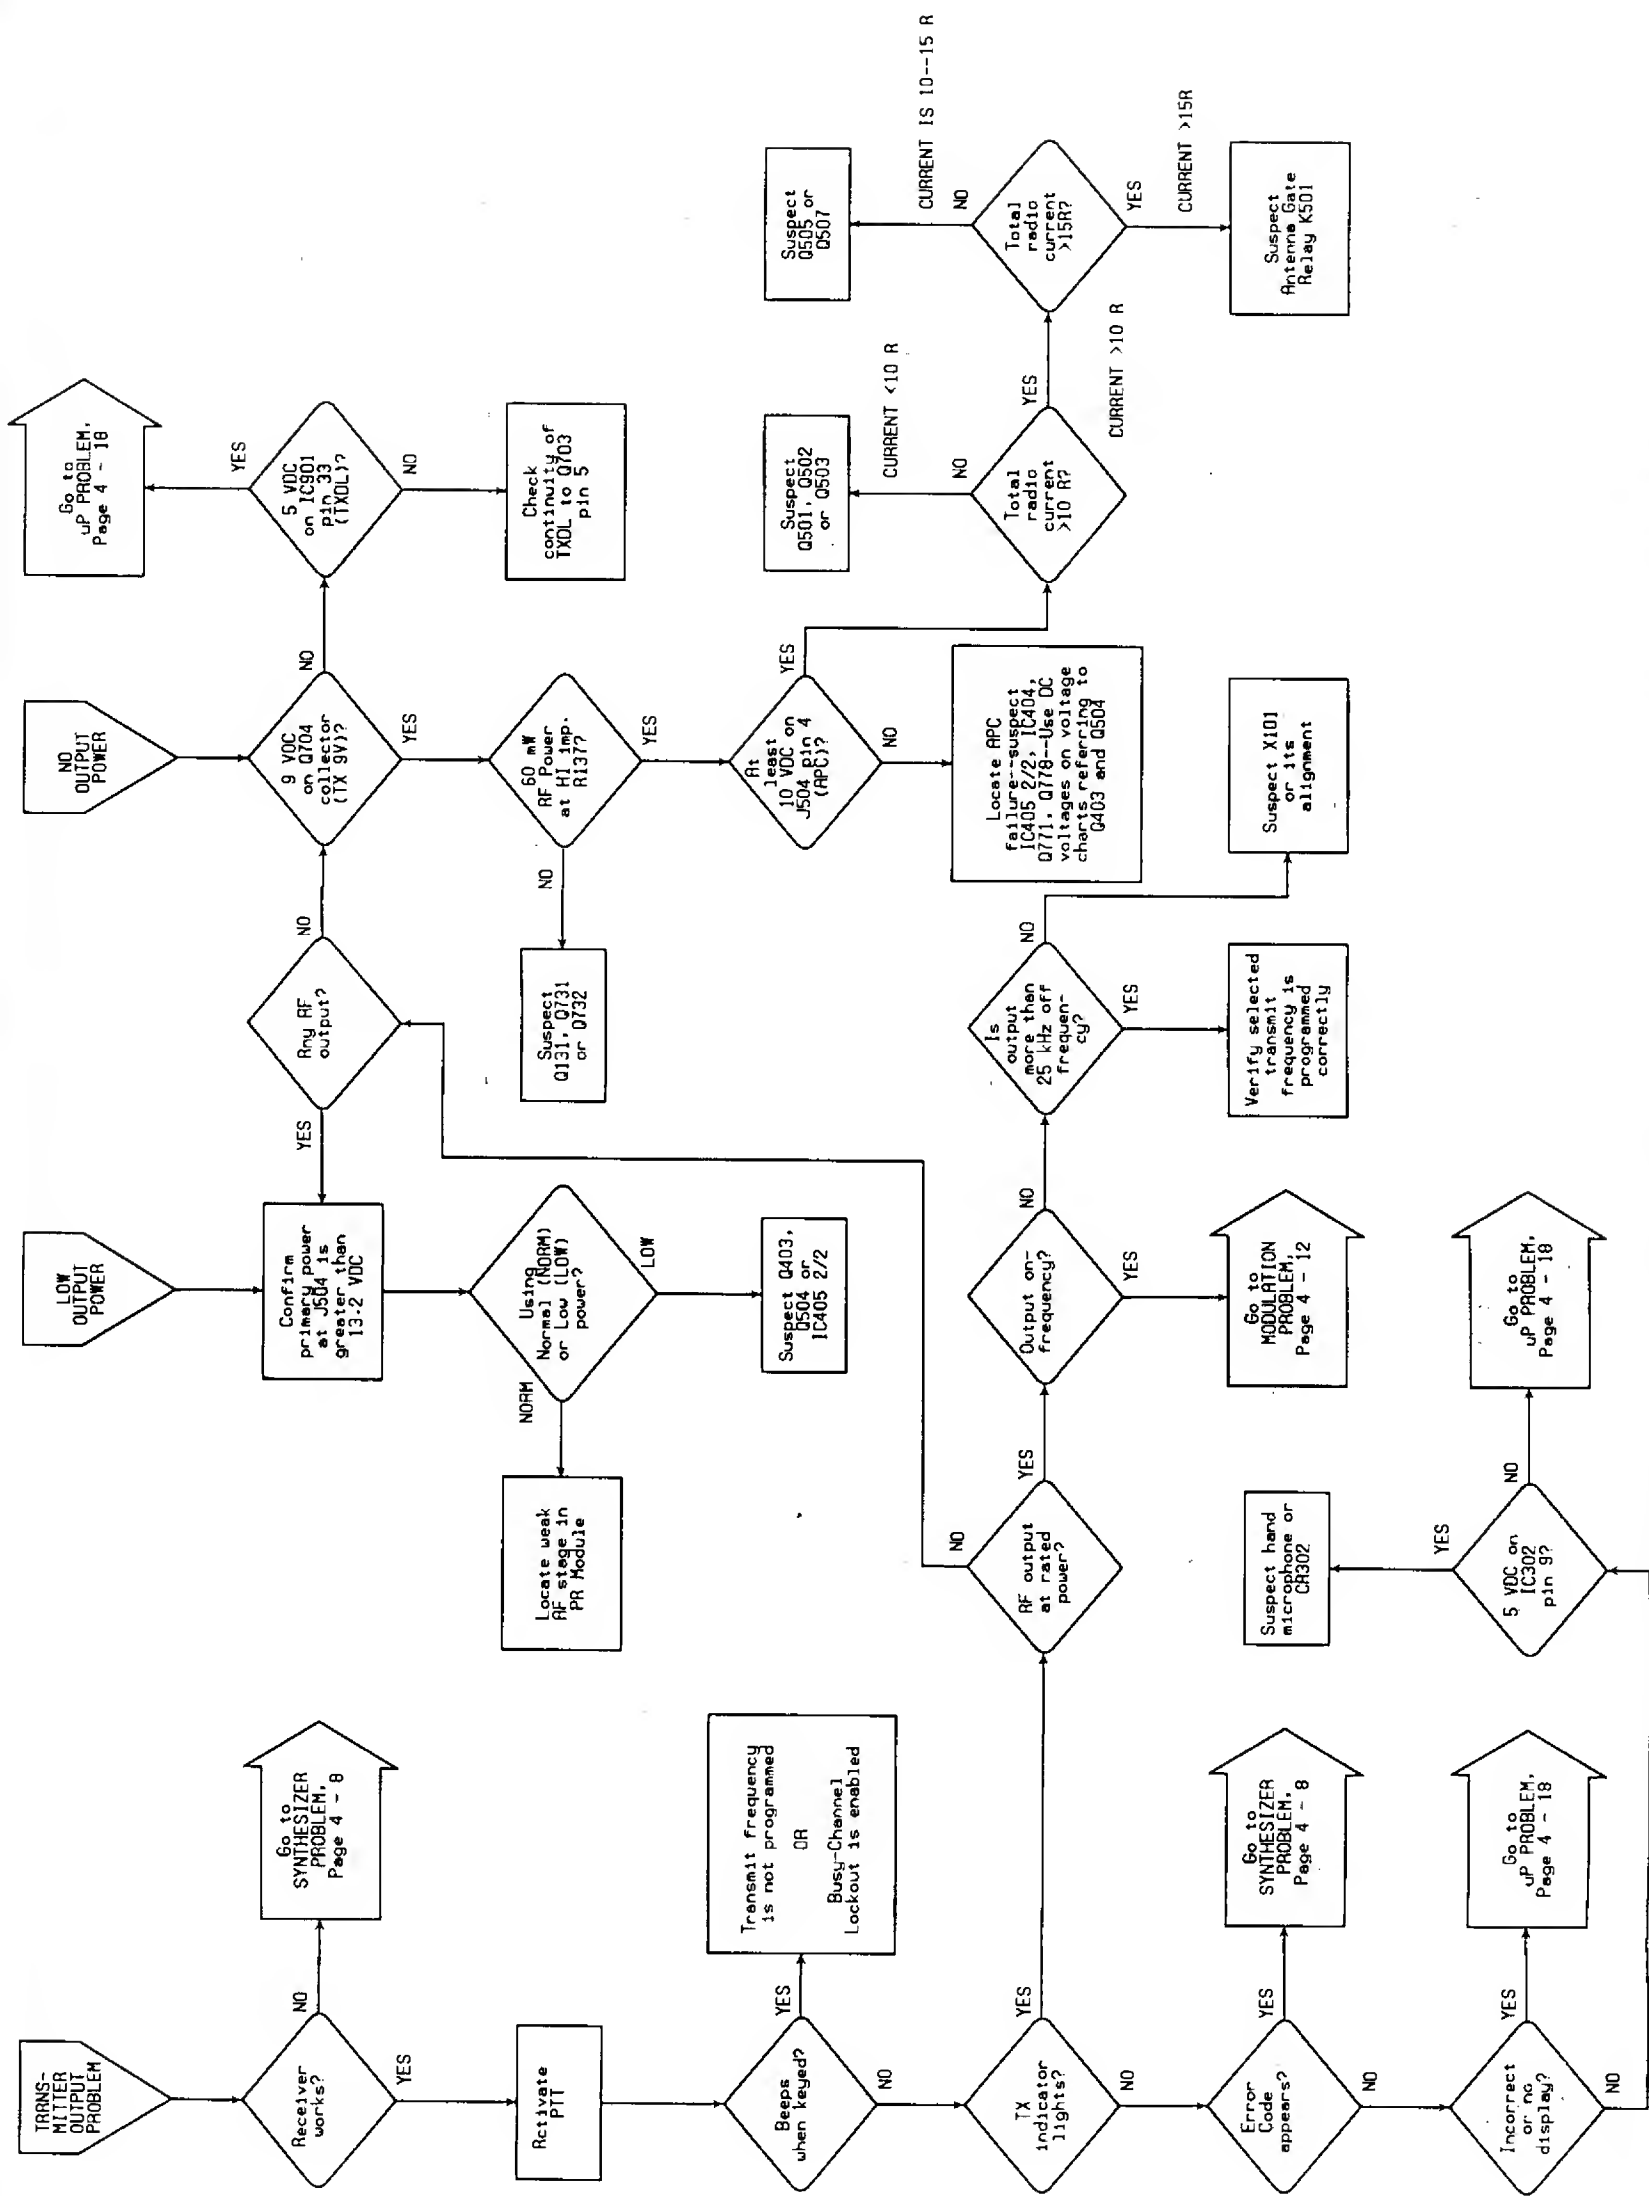 TRANS-
MITTER
OUTPUT
PROBLEM
Receiver
works?
NO
Go to
SYNTHESIZER
PROBLEM,
Page 4 - 8
YES
Activate
PTT
Beeps
when keyed?
YES
Transmit frequency
is not programmed
OR
Busy-Channel
Lockout is enabled
NO
TX
indicator
lights?
YES
NO
Error
Code
appears?
YES
Go to
SYNTHESIZER
PROBLEM,
Page 4 - 8
NO
Incorrect
or no
display?
YES
Go to
uP PROBLEM,
Page 4 - 18
NO
5 VDC on
IC302
pin 9?
YES
Suspect hand
microphone or
CR302
NO
Go to
uP PROBLEM,
Page 4 - 18
RF output
at rated
power?
NO
YES
Output on-
frequency?
YES
Go to
MODULATION
PROBLEM,
Page 4 - 12
NO
Is
output
more than
25 kHz off
frequen-
cy?
YES
Verify selected
transmit
frequency is
programmed
correctly
NO
Suspect X101
or its
alignment
LOW
OUTPUT
POWER
Confirm
primary power
at J504 is
greater than
13.2 VDC
Using
Normal (NORM)
or Low (LOW)
power?
NORM
Locate weak
RF stage in
PA Module
LOW
Suspect Q403,
Q504 or
IC405 2/2
Any RF
output?
YES
NO
NO
OUTPUT
POWER
9 VDC
on Q704
collector
(TX 9V)?
NO
5
VDC
on IC901
pin 33
(TXDL)?
YES
Go to
uP PROBLEM,
Page 4 - 18
NO
Check
continuity of
TXDL to Q703
pin 5
YES
60 mW
RF Power
at HI imp.
R137?
NO
Suspect
Q131, Q731
or Q732
YES
At
least
10 VDC on
J504 pin 4
(APC)?
NO
Locate APC
failure--suspect
IC405 2/2, IC404,
Q771, Q778--Use DC
voltages on voltage
charts referring to
Q403 and Q504
YES
Total
radio
current
>10 A?
NO
CURRENT <10 A
Suspect
Q501, Q502
or Q503
YES
CURRENT >10 A
Total
radio
current
>15A?
NO
CURRENT IS 10--15 A
Suspect
Q505 or
Q507
YES
CURRENT >15A
Suspect
Antenna Gate
Relay K501